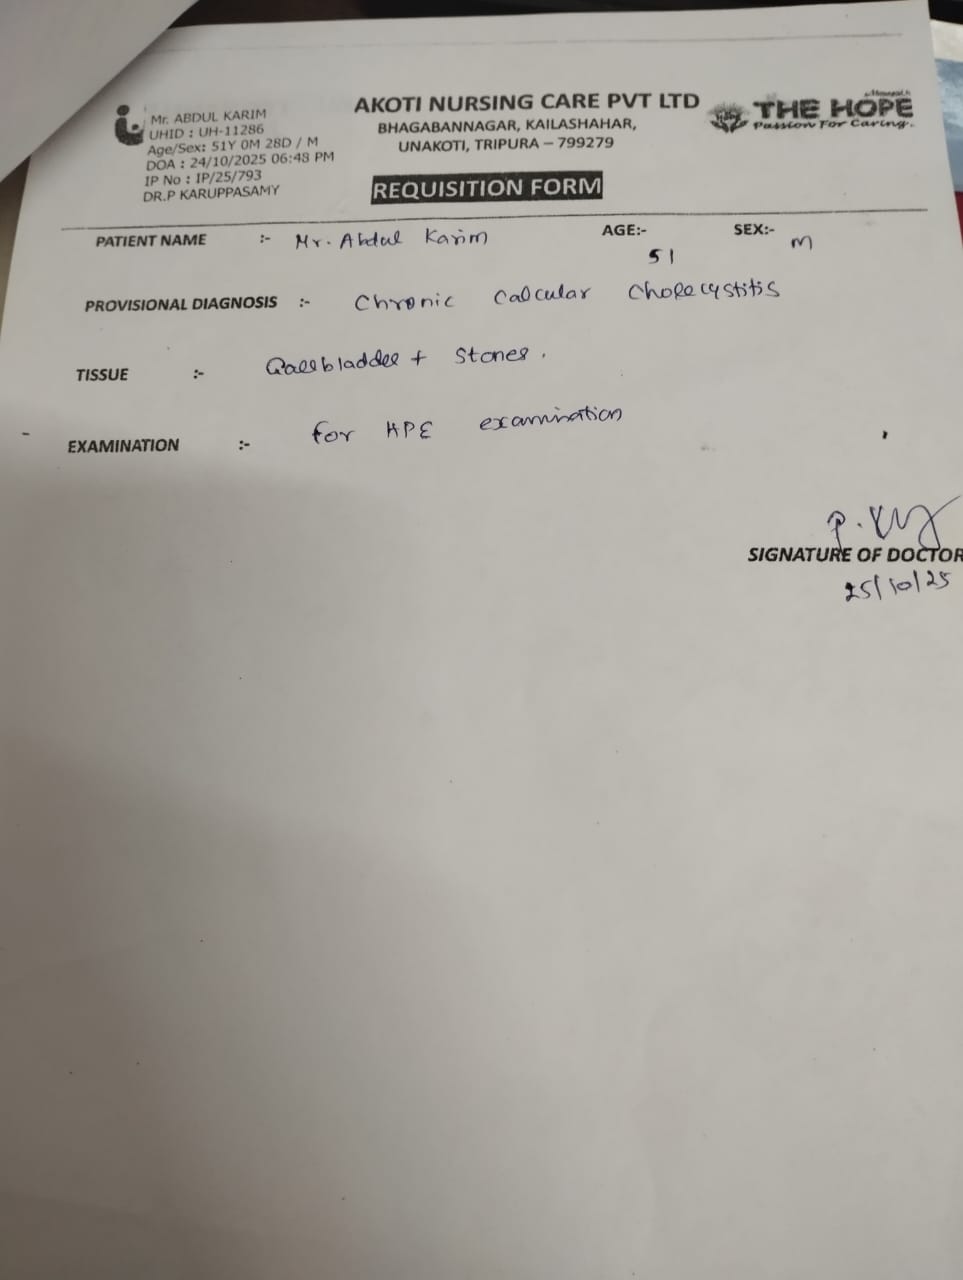 Mr. ABDUL KARIM
UHID : UH-11286
Age/Sex: 51Y 0M 28D / M
DOA : 24/10/2025 06:48 PM
IP No : IP/25/793
DR.P KARUPPASAMY
AKOTI NURSING CARE PVT LTD
BHAGABANNAGAR, KAILASHAHAR,
UNAKOTI, TRIPURA – 799279
THE HOPE
Passion For Caring.
REQUISITION FORM
PATIENT NAME :- Mr. Abdul Karim AGE:- 51 SEX:- M
PROVISIONAL DIAGNOSIS :- Chronic Calcular Cholecystitis
TISSUE :- Gallbladder + Stones.
EXAMINATION :- for HPE examination
SIGNATURE OF DOCTOR
25/10/25